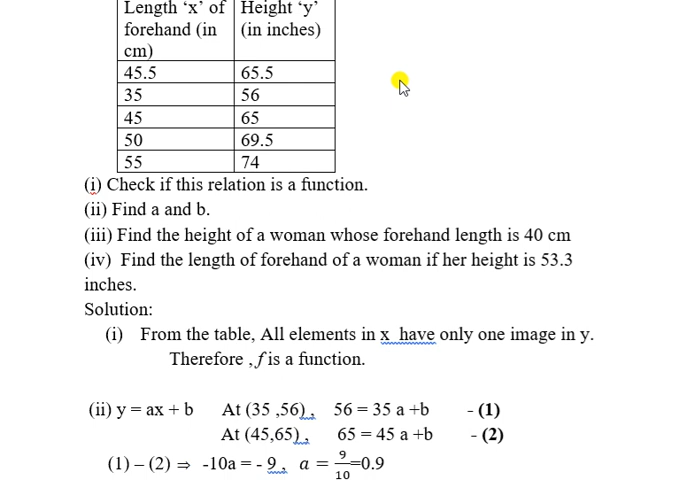 Length ‘x’ of Height ‘y’
forehand (in (in inches)
cm)
45.5 65.5
35 56
45 65
50 69.5
55 74
(i) Check if this relation is a function.
(ii) Find a and b.
(iii) Find the height of a woman whose forehand length is 40 cm
(iv) Find the length of forehand of a woman if her height is 53.3
inches.
Solution:
(i) From the table, All elements in x have only one image in y.
Therefore , f is a function.
(ii) y = ax + b At (35 ,56) , 56 = 35 a +b - (1)
At (45,65) , 65 = 45 a +b - (2)
(1) – (2) ⇒ -10a = - 9 , a = 9/10 =0.9